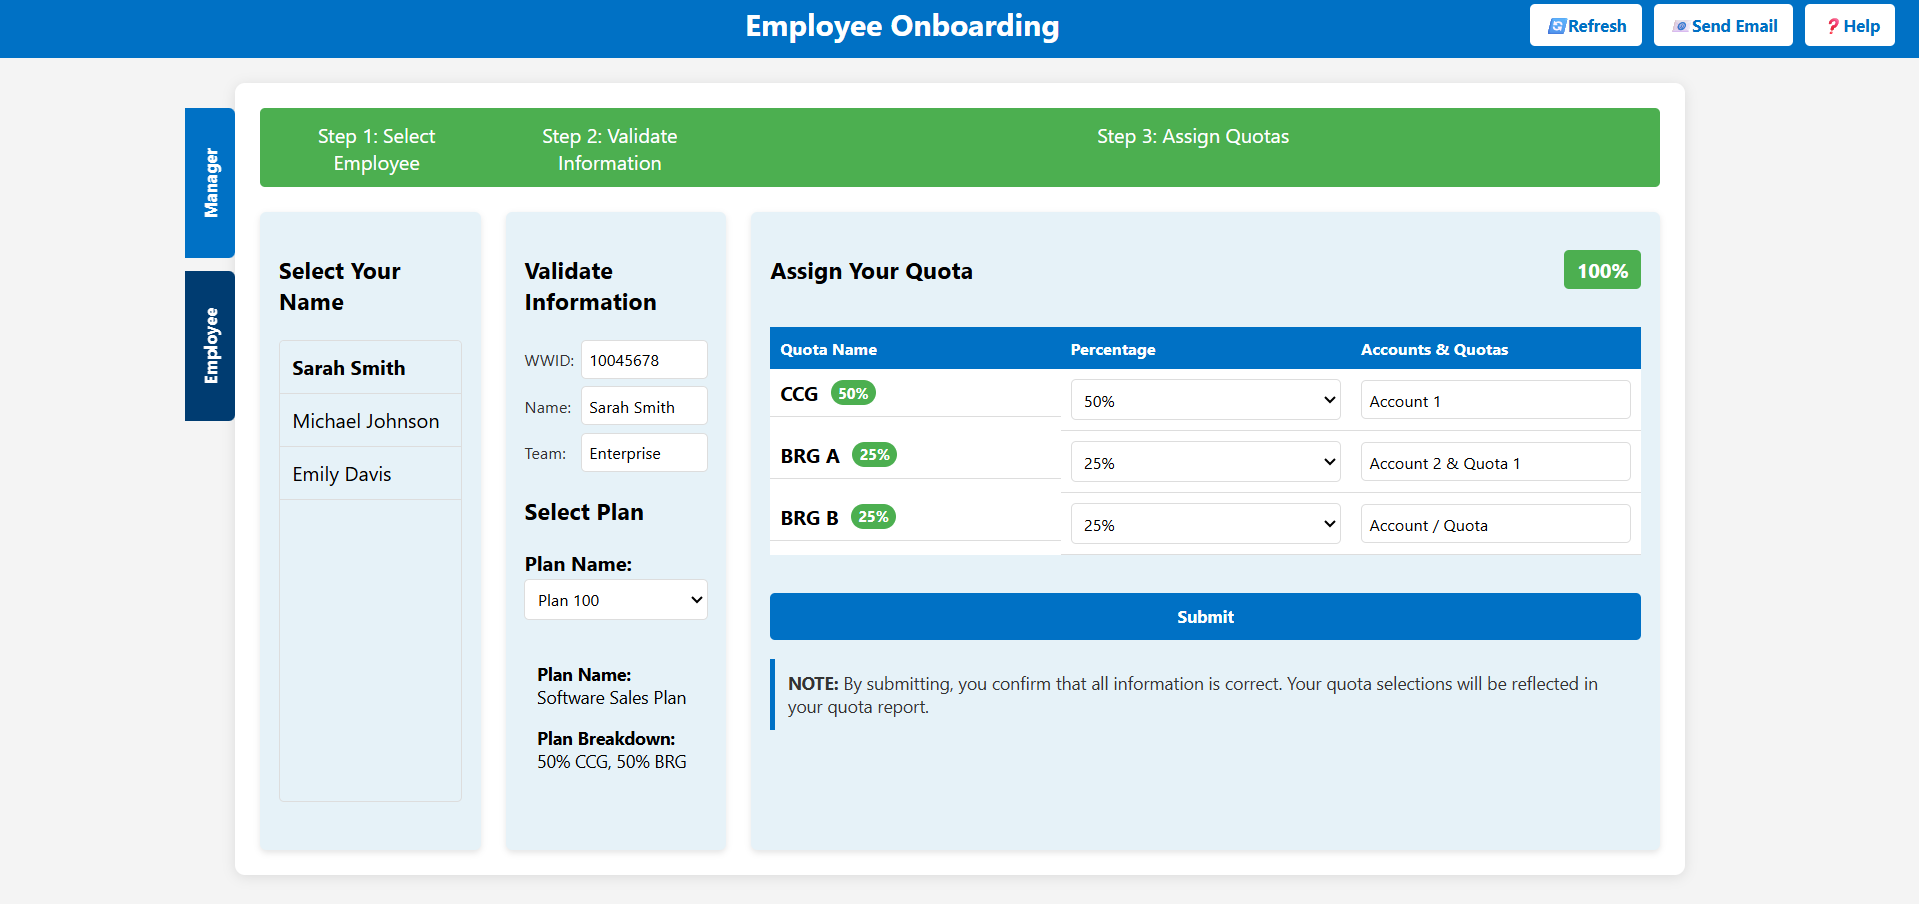 Employee Onboarding
Refresh
Send Email
Help
Manager
Employee
Step 1: Select
Employee
Step 2: Validate
Information
Step 3: Assign Quotas
Select Your
Name
Sarah Smith
Michael Johnson
Emily Davis
Validate
Information
WWID: 10045678
Name: Sarah Smith
Team: Enterprise
Select Plan
Plan Name:
Plan 100
Plan Name:
Software Sales Plan
Plan Breakdown:
50% CCG, 50% BRG
Assign Your Quota 100%
Quota Name Percentage Accounts & Quotas
CCG 50% 50% Account 1
BRG A 25% 25% Account 2 & Quota 1
BRG B 25% 25% Account / Quota
Submit
NOTE: By submitting, you confirm that all information is correct. Your quota selections will be reflected in
your quota report.